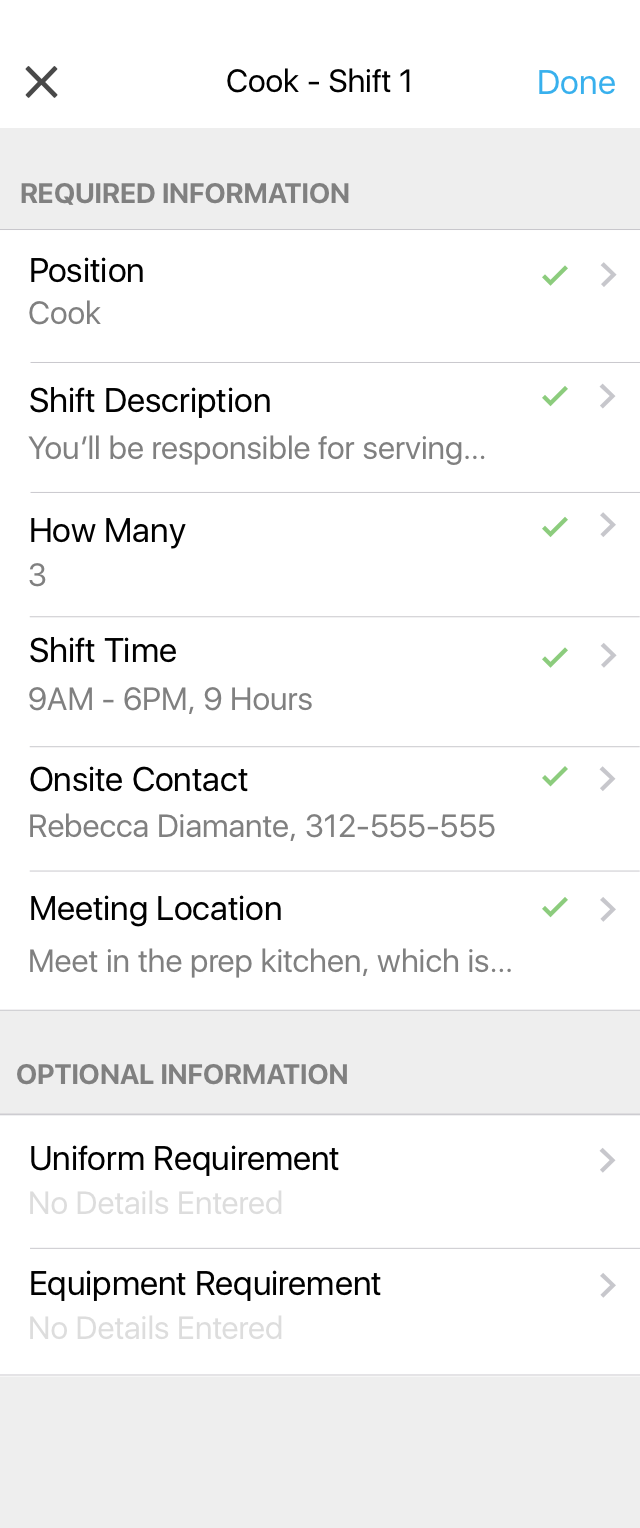 Cook - Shift 1
Done
REQUIRED INFORMATION
Position
Cook
Shift Description
You’ll be responsible for serving...
How Many
3
Shift Time
9AM - 6PM, 9 Hours
Onsite Contact
Rebecca Diamante, 312-555-555
Meeting Location
Meet in the prep kitchen, which is...
OPTIONAL INFORMATION
Uniform Requirement
No Details Entered
Equipment Requirement
No Details Entered